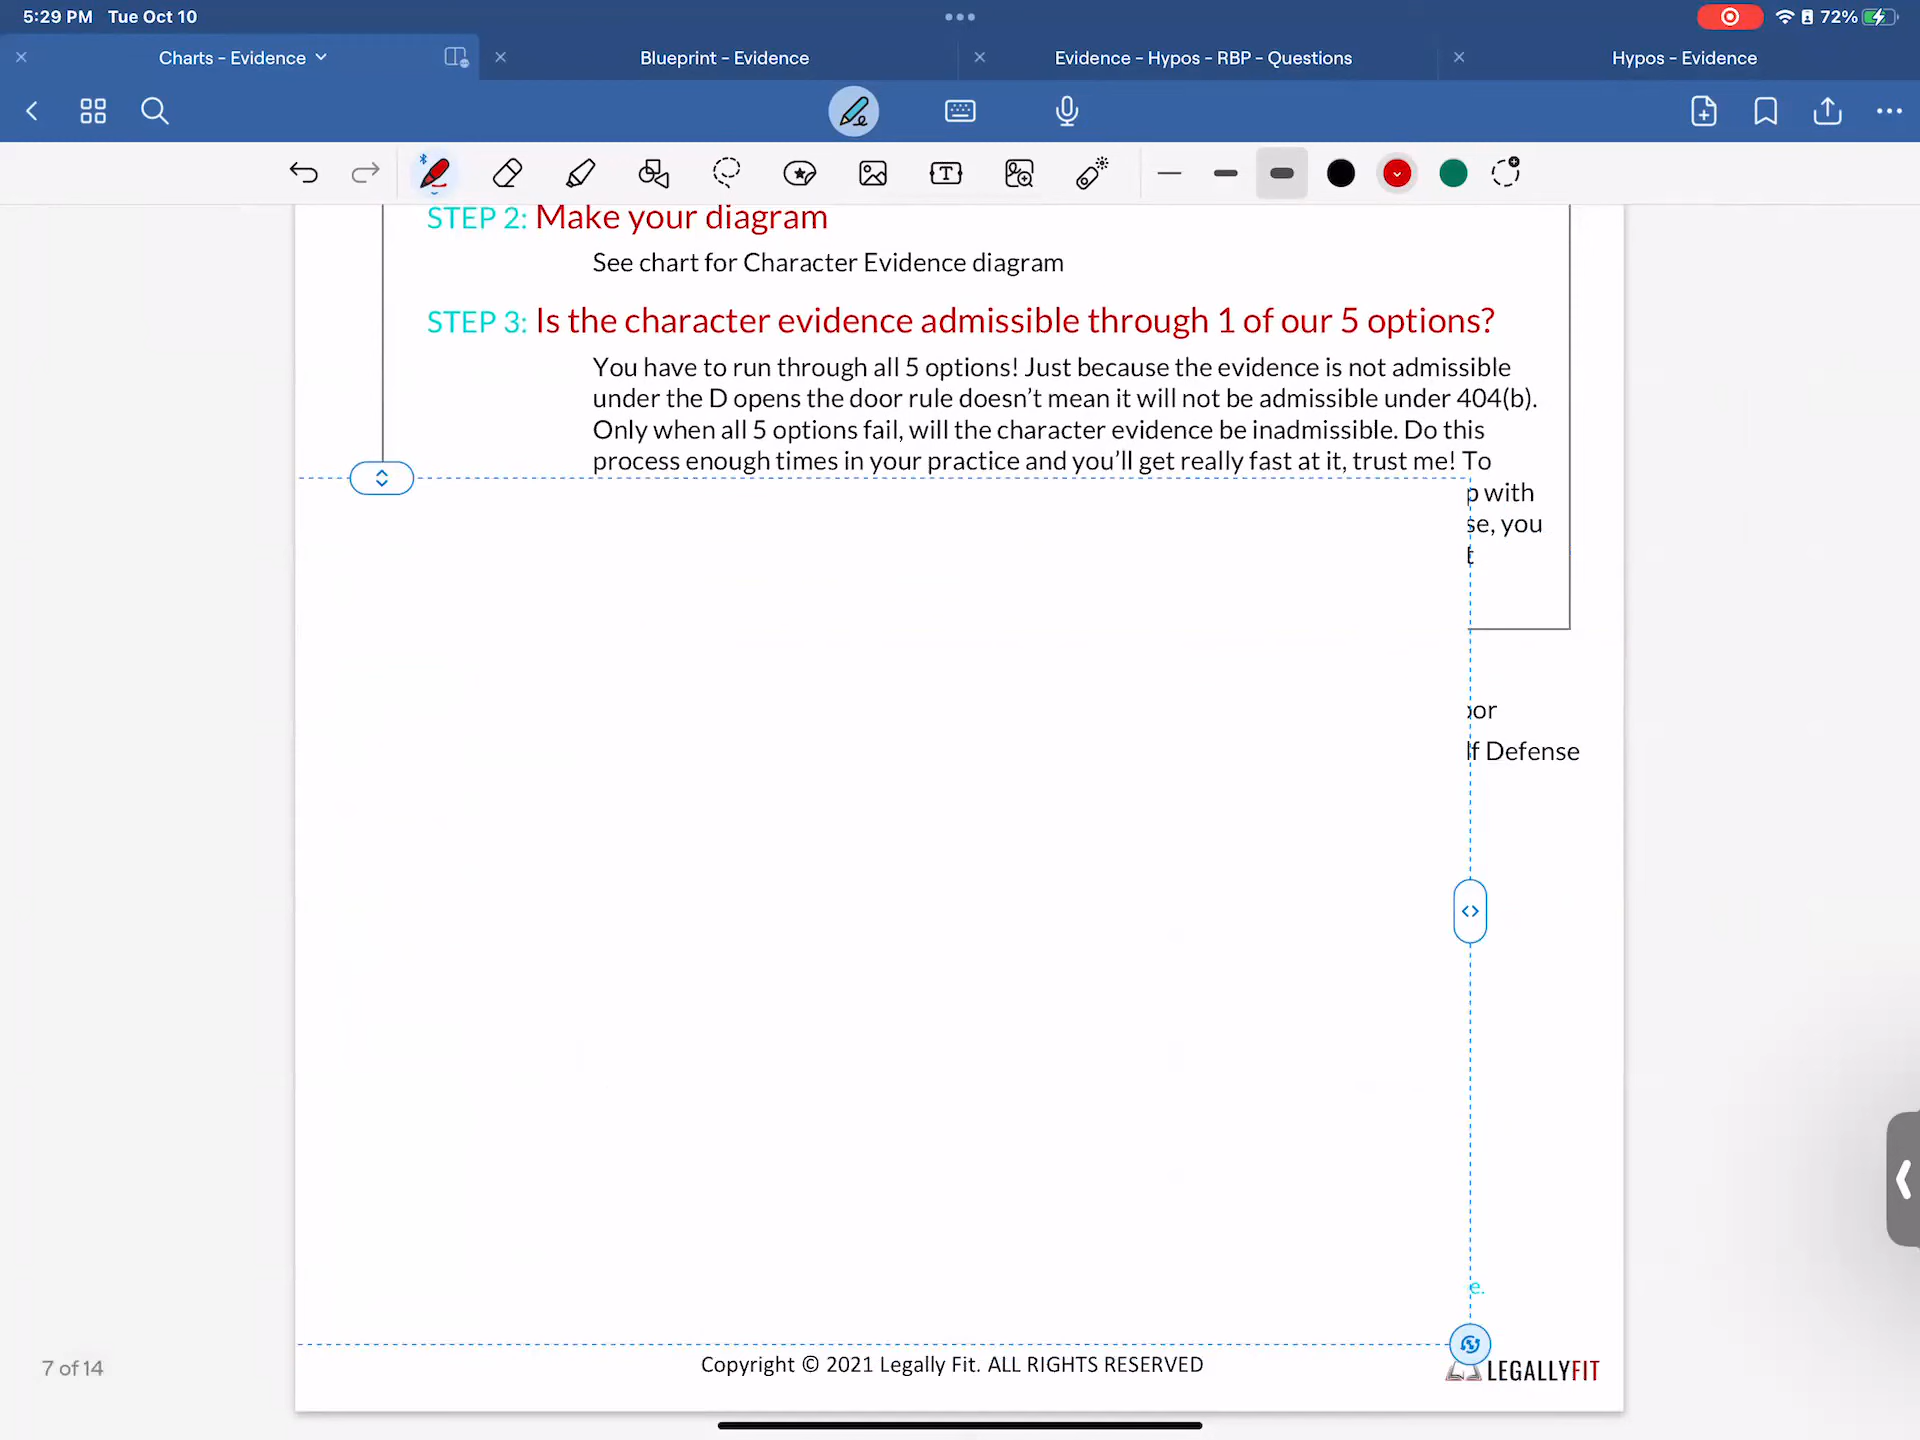 5:29 PM Tue Oct 10
72%
Charts - Evidence
Blueprint - Evidence
Evidence - Hypos - RBP - Questions
Hypos - Evidence
STEP 2: Make your diagram
See chart for Character Evidence diagram
STEP 3: Is the character evidence admissible through 1 of our 5 options?
You have to run through all 5 options! Just because the evidence is not admissible
under the D opens the door rule doesn't mean it will not be admissible under 404(b).
Only when all 5 options fail, will the character evidence be inadmissible. Do this
process enough times in your practice and you'll get really fast at it, trust me! To
p with
se, you
t
or
lf Defense
e.
7 of 14
Copyright © 2021 Legally Fit. ALL RIGHTS RESERVED
LEGALLYFIT